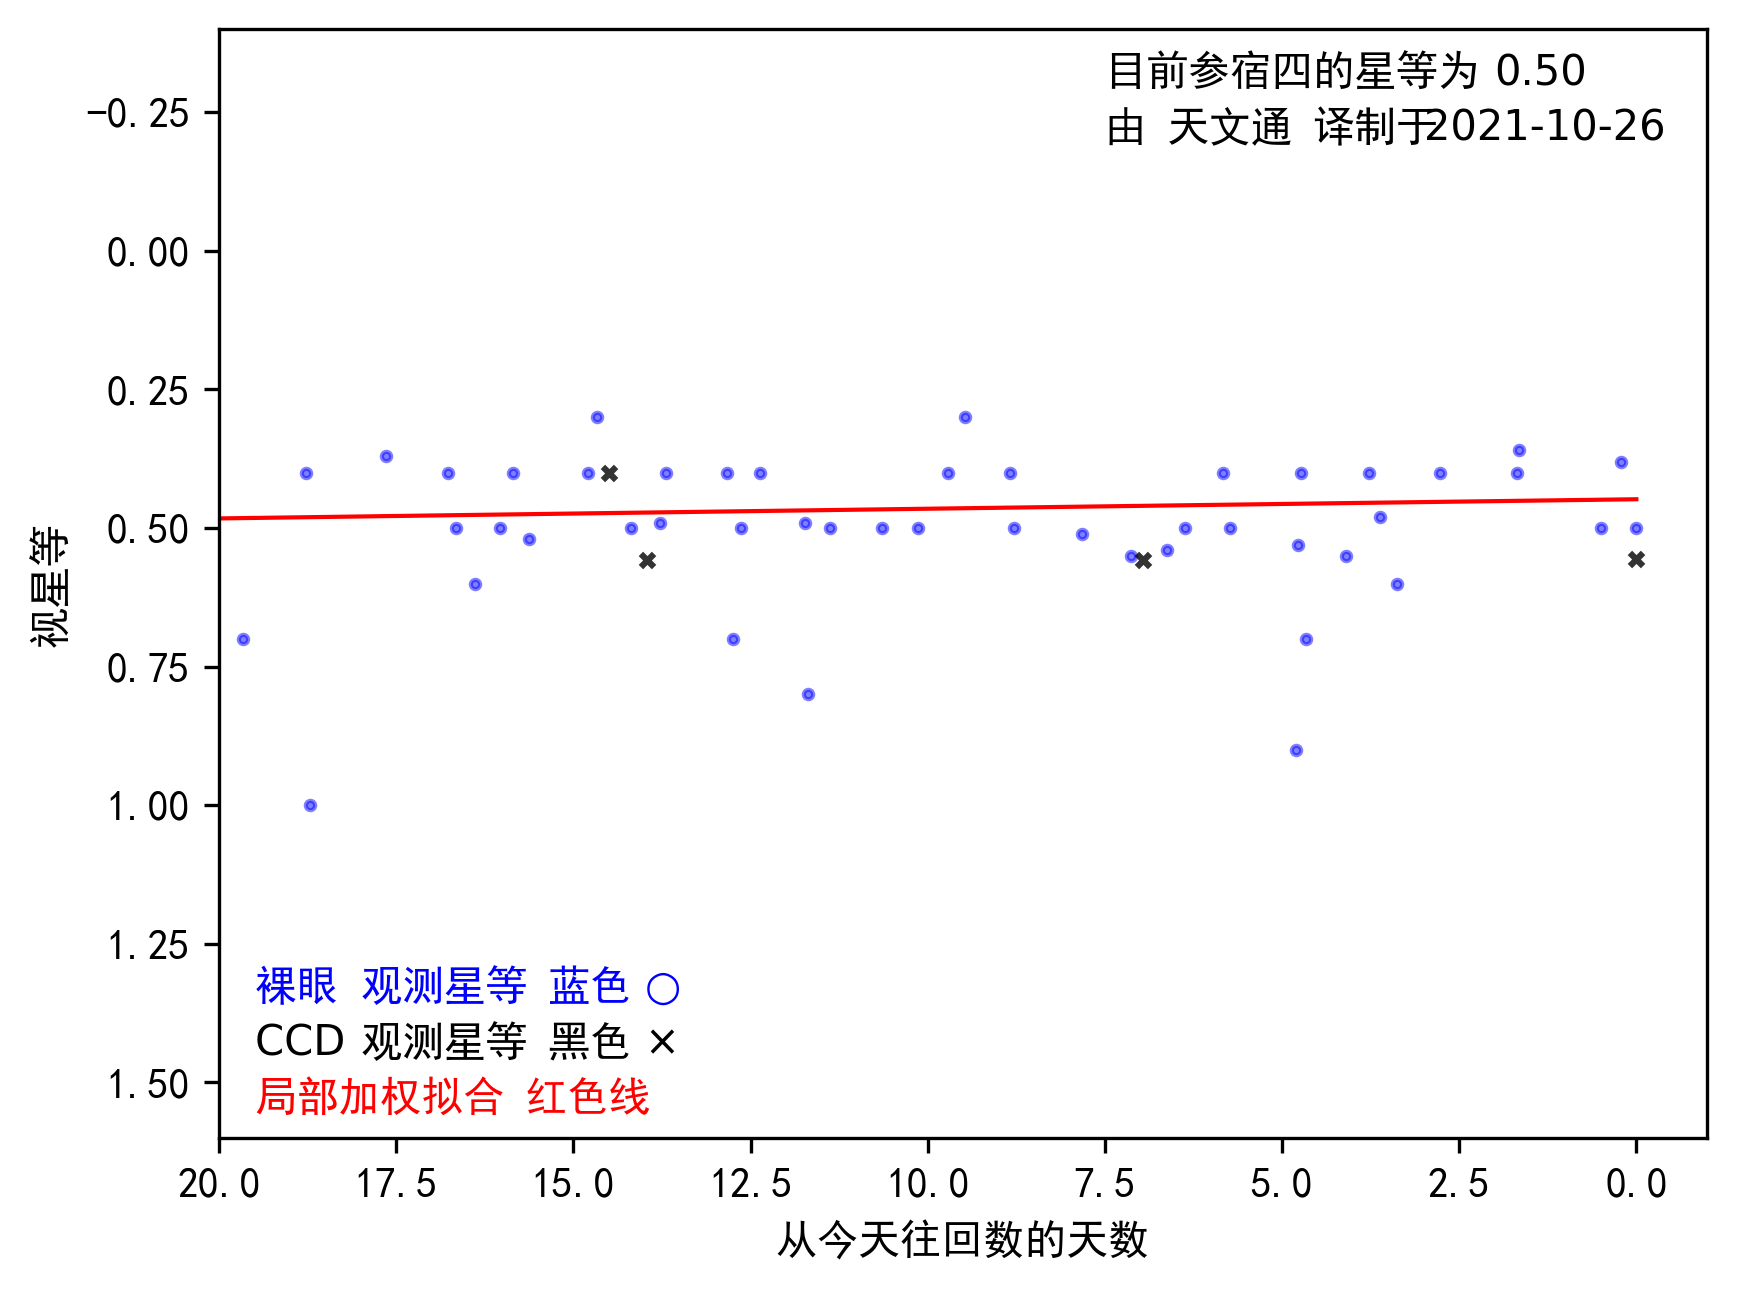 目前参宿四的星等为 0.50
由 天文通 译制于2021-10-26
−0.25
0.00
0.25
0.50
0.75
1.00
1.25
1.50
视星等
裸眼 观测星等 蓝色 ○
CCD 观测星等 黑色 ×
局部加权拟合 红色线
20.0 17.5 15.0 12.5 10.0 7.5 5.0 2.5 0.0
从今天往回数的天数